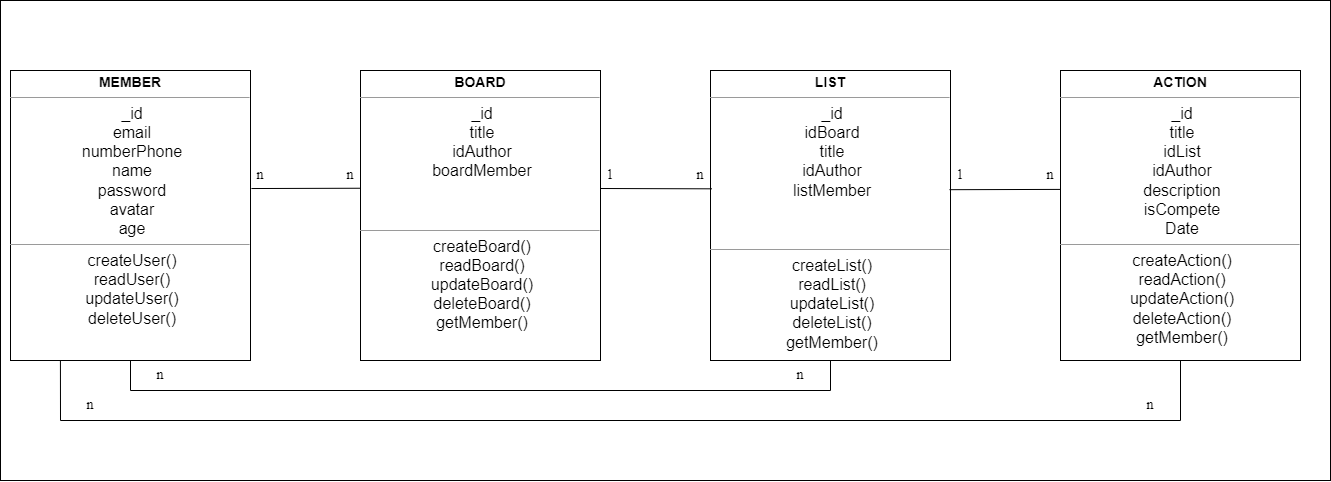 MEMBER
_id
email
numberPhone
name
password
avatar
age
createUser()
readUser()
updateUser()
deleteUser()
n
n
BOARD
_id
title
idAuthor
boardMember
createBoard()
readBoard()
updateBoard()
deleteBoard()
getMember()
1
n
LIST
_id
idBoard
title
idAuthor
listMember
createList()
readList()
updateList()
deleteList()
getMember()
1
n
ACTION
_id
title
idList
idAuthor
description
isCompete
Date
createAction()
readAction()
updateAction()
deleteAction()
getMember()
n
n
n
n